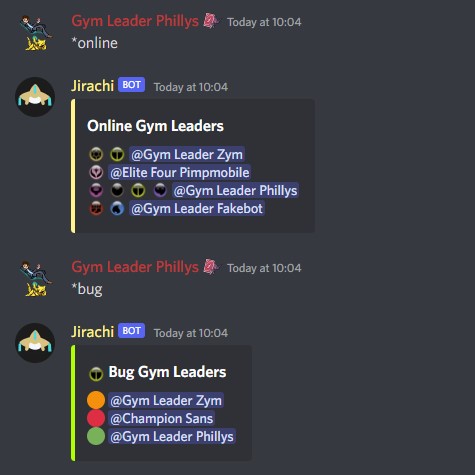 Gym Leader Phillys Today at 10:04
*online
Jirachi BOT Today at 10:04
Online Gym Leaders
@Gym Leader Zym
@Elite Four Pimpmobile
@Gym Leader Phillys
@Gym Leader Fakebot
Gym Leader Phillys Today at 10:04
*bug
Jirachi BOT Today at 10:04
Bug Gym Leaders
@Gym Leader Zym
@Champion Sans
@Gym Leader Phillys